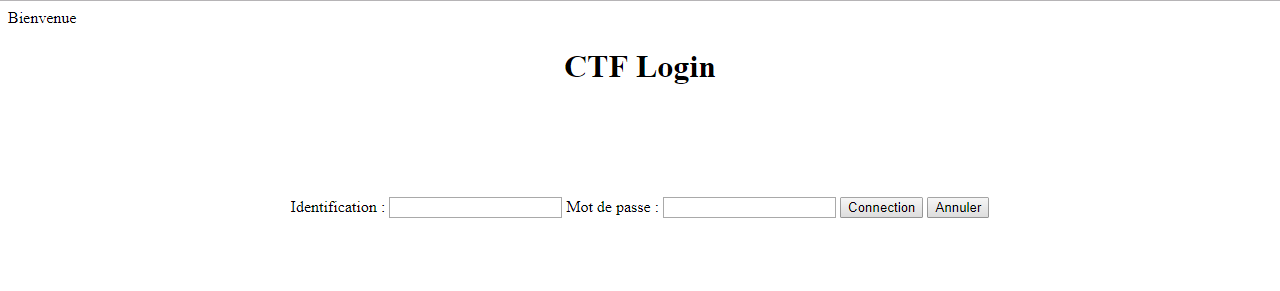 Bienvenue
CTF Login
Identification : Mot de passe : Connection Annuler